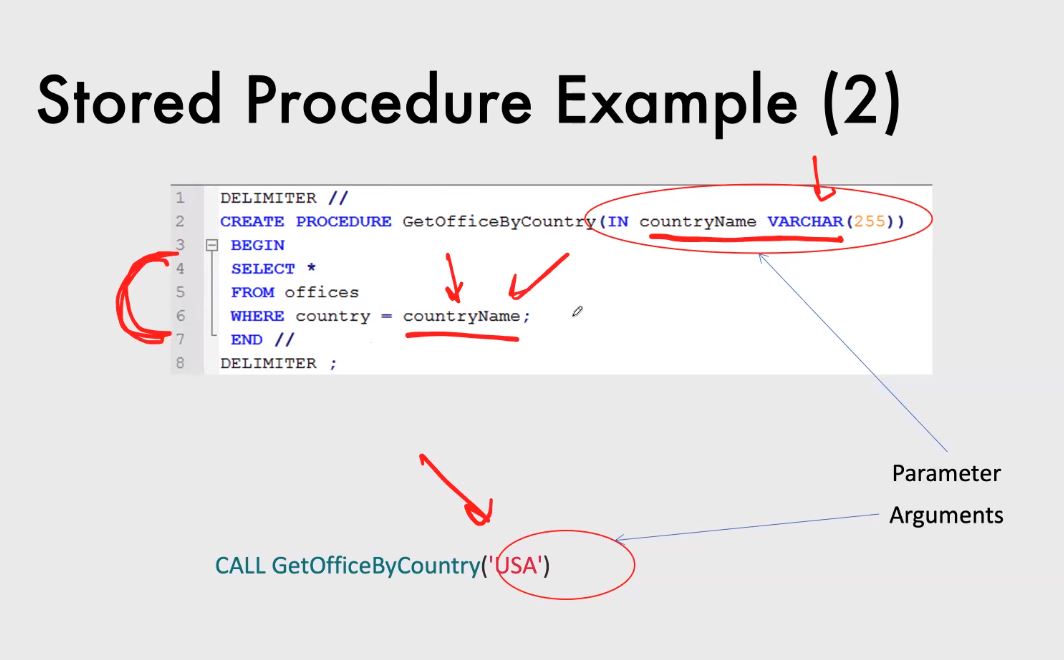 Stored Procedure Example (2)
1 DELIMITER //
2 CREATE PROCEDURE GetOfficeByCountry(IN countryName VARCHAR(255))
3 BEGIN
4 SELECT *
5 FROM offices
6 WHERE country = countryName;
7 END //
8 DELIMITER ;
Parameter
Arguments
CALL GetOfficeByCountry('USA')